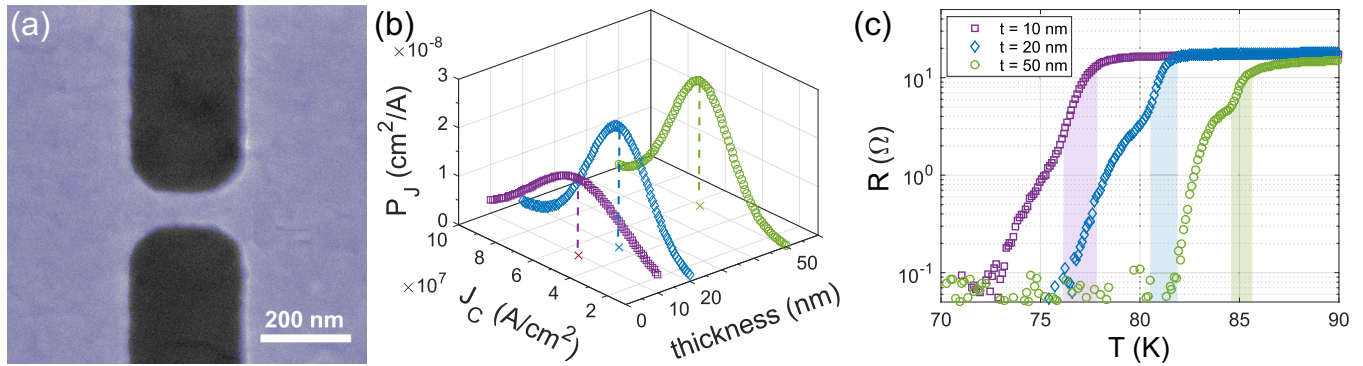 (a)
200 nm
(b)
×10⁻⁸
3
2
1
0
P_J (cm²/A)
10
8
6
4
2
×10⁷
J_C (A/cm²)
0
10
20
50
thickness (nm)
(c)
t = 10 nm
t = 20 nm
t = 50 nm
10¹
10⁰
10⁻¹
R (Ω)
70
75
80
85
90
T (K)